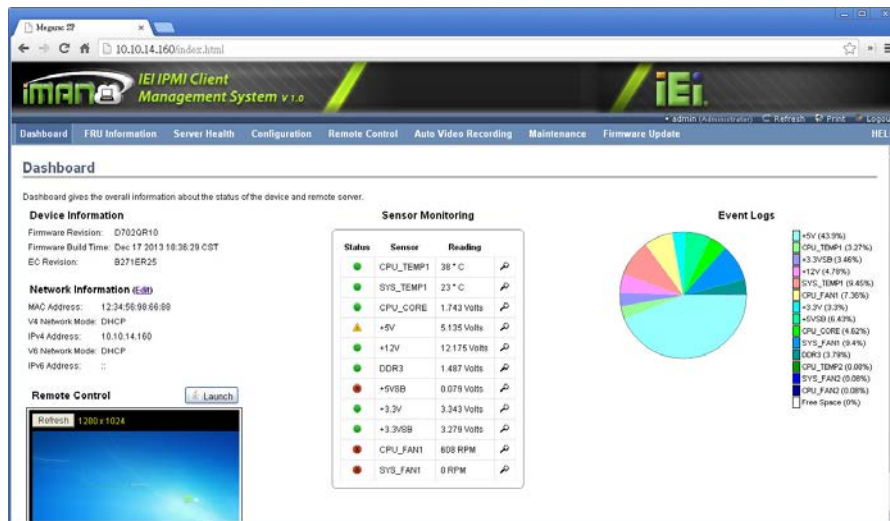 Megarac SP
10.10.14.160/index.html
iMAN
IEI IPMI Client
Management System v 1.0
iEi
admin (Administrator) Refresh Print Logout
Dashboard FRU Information Server Health Configuration Remote Control Auto Video Recording Maintenance Firmware Update HEL
Dashboard
Dashboard gives the overall information about the status of the device and remote server.
Device Information
Firmware Revision: D702QR10
Firmware Build Time: Dec 17 2013 18:36:29 CST
EC Revision: B271ER25
Network Information (Edit)
MAC Address: 12:34:56:98:66:88
V4 Network Mode: DHCP
IPv4 Address: 10.10.14.160
V6 Network Mode: DHCP
IPv6 Address: ::
Remote Control Launch
Refresh 1280 x 1024
Sensor Monitoring
Status Sensor Reading
CPU_TEMP1 38 ° C
SYS_TEMP1 23 ° C
CPU_CORE 1.743 Volts
+5V 5.135 Volts
+12V 12.175 Volts
DDR3 1.487 Volts
+5VSB 0.079 Volts
+3.3V 3.343 Volts
+3.3VSB 3.279 Volts
CPU_FAN1 608 RPM
SYS_FAN1 0 RPM
Event Logs
+5V (43.9%)
CPU_TEMP1 (3.27%)
+3.3VSB (3.46%)
+12V (4.78%)
SYS_TEMP1 (9.45%)
CPU_FAN1 (7.36%)
+3.3V (3.3%)
+5VSB (6.43%)
CPU_CORE (4.62%)
SYS_FAN1 (9.4%)
DDR3 (3.79%)
CPU_TEMP2 (0.08%)
SYS_FAN2 (0.08%)
CPU_FAN2 (0.08%)
Free Space (0%)